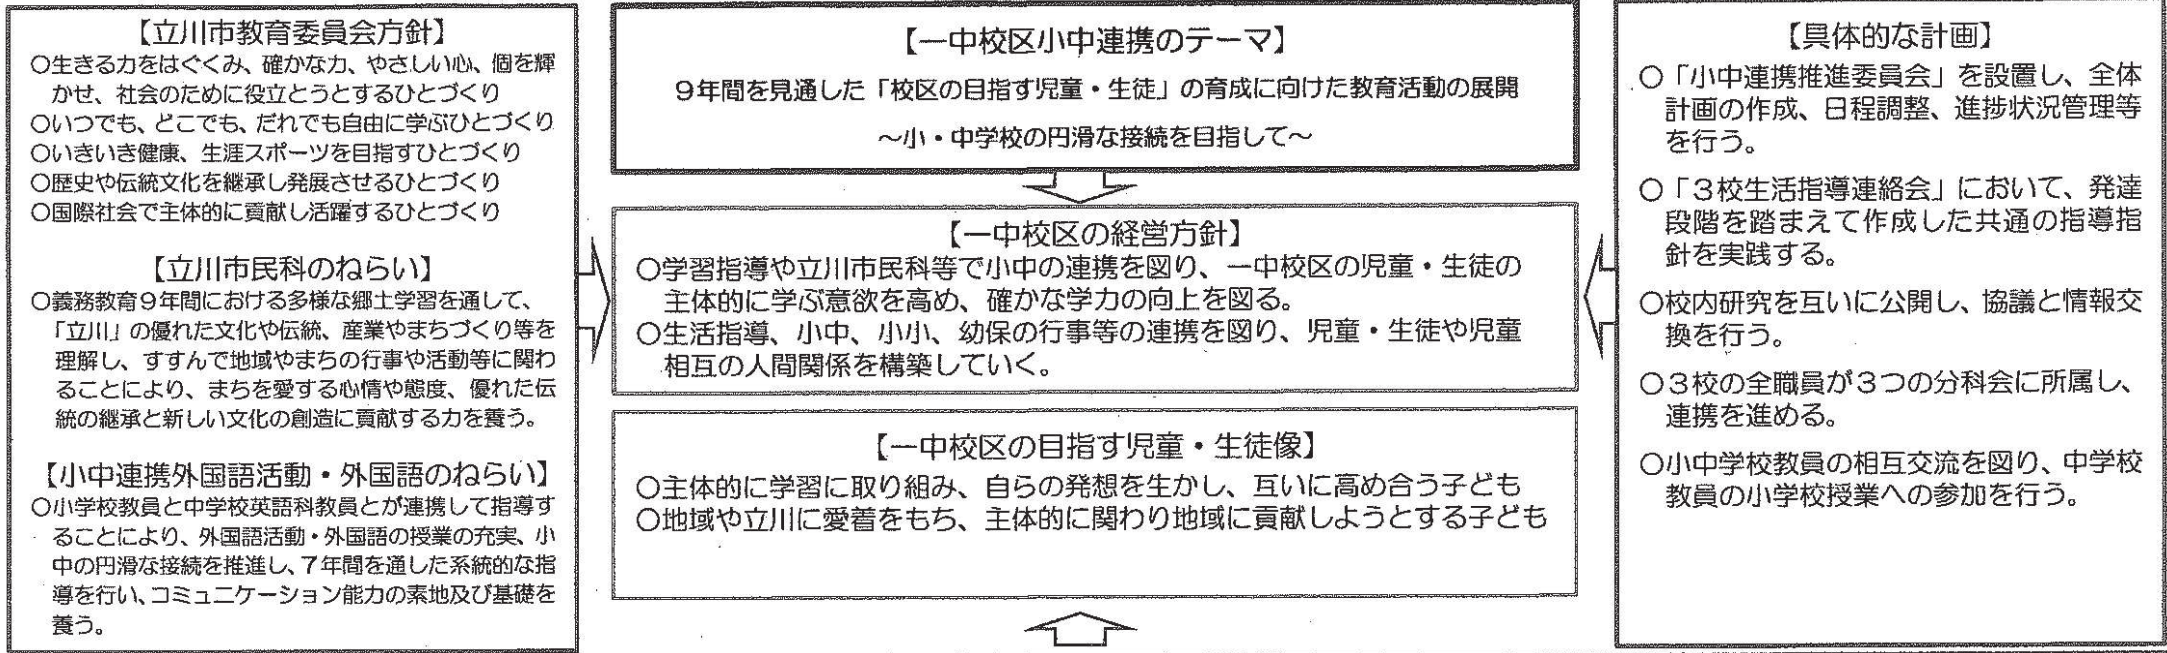 【立川市教育委員会方針】
○生きる力をはぐくみ、確かな力、やさしい心、個を輝
かせ、社会のために役立とうとするひとづくり
○いつでも、どこでも、だれでも自由に学ぶひとづくり
○いきいき健康、生涯スポーツを目指すひとづくり
○歴史や伝統文化を継承し発展させるひとづくり
○国際社会で主体的に貢献し活躍するひとづくり
【立川市民科のねらい】
○義務教育9年間における多様な郷土学習を通して、
「立川」の優れた文化や伝統、産業やまちづくり等を
理解し、すすんで地域やまちの行事や活動等に関わ
ることにより、まちを愛する心情や態度、優れた伝
統の継承と新しい文化の創造に貢献する力を養う。
【小中連携外国語活動・外国語のねらい】
○小学校教員と中学校英語科教員とが連携して指導す
ることにより、外国語活動・外国語の授業の充実、小
中の円滑な接続を推進し、7年間を通した系統的な指
導を行い、コミュニケーション能力の素地及び基礎を
養う。
【一中校区小中連携のテーマ】
9年間を見通した「校区の目指す児童・生徒」の育成に向けた教育活動の展開
～小・中学校の円滑な接続を目指して～
【一中校区の経営方針】
○学習指導や立川市民科等で小中の連携を図り、一中校区の児童・生徒の
主体的に学ぶ意欲を高め、確かな学力の向上を図る。
○生活指導、小中、小小、幼保の行事等の連携を図り、児童・生徒や児童
相互の人間関係を構築していく。
【一中校区の目指す児童・生徒像】
○主体的に学習に取り組み、自らの発想を生かし、互いに高め合う子ども
○地域や立川に愛着をもち、主体的に関わり地域に貢献しようとする子ども
【具体的な計画】
○「小中連携推進委員会」を設置し、全体
計画の作成、日程調整、進捗状況管理等
を行う。
○「3校生活指導連絡会」において、発達
段階を踏まえて作成した共通の指導指
針を実践する。
○校内研究を互いに公開し、協議と情報交
換を行う。
○3校の全職員が3つの分科会に所属し、
連携を進める。
○小中学校教員の相互交流を図り、中学校
教員の小学校授業への参加を行う。